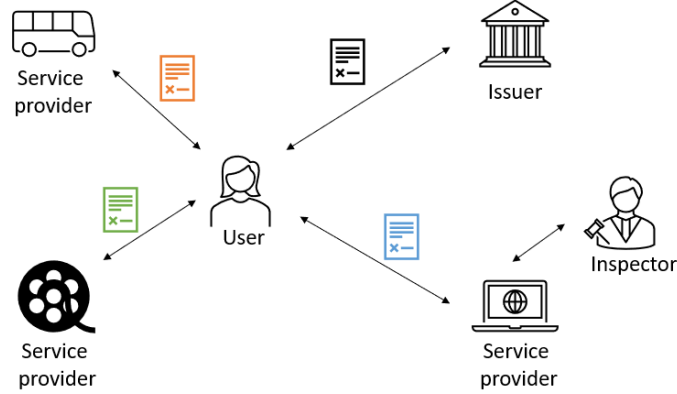 Service
provider
Issuer
User
Inspector
Service
provider
Service
provider